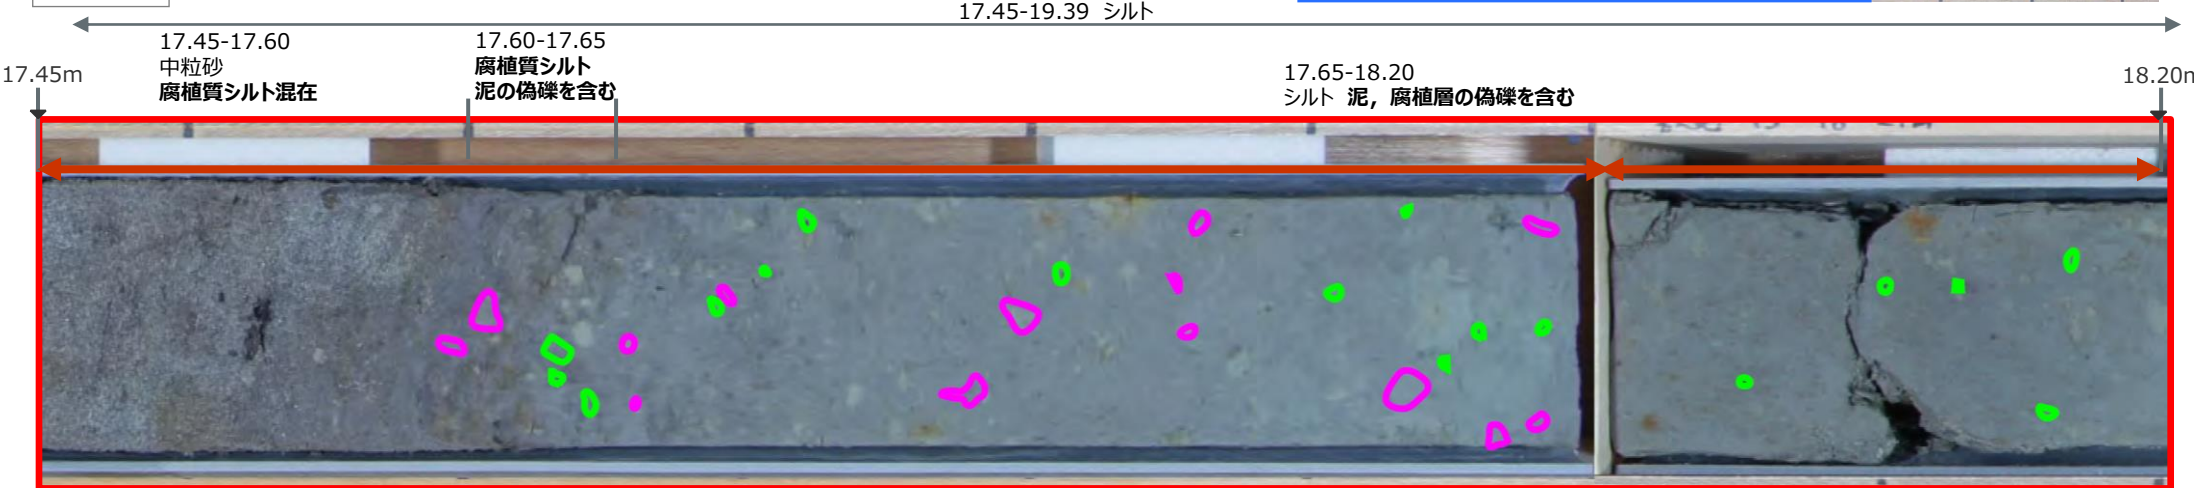 17.45-19.39 シルト
17.45-17.60
中粒砂
腐植質シルト混在
17.60-17.65
腐植質シルト
泥の偽礫を含む
17.65-18.20
シルト 泥，腐植層の偽礫を含む
17.45m
18.20m